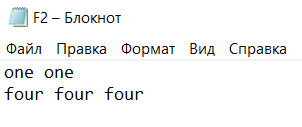 F2 – Блокнот
Файл Правка Формат Вид Справка
one one
four four four